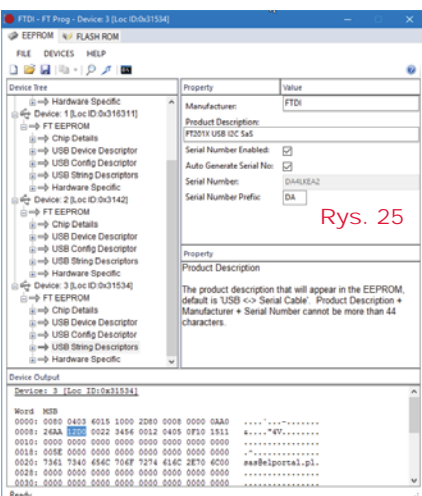 FTDI - FT Prog - Device: 3 [Loc ID:0x31534]
EEPROM FLASH ROM
FILE DEVICES HELP
Device Tree
Hardware Specific
Device: 1 [Loc ID:0x316311]
FT EEPROM
Chip Details
USB Device Descriptor
USB Config Descriptor
USB String Descriptors
Hardware Specific
Device: 2 [Loc ID:0x3142]
FT EEPROM
Chip Details
USB Device Descriptor
USB Config Descriptor
USB String Descriptors
Hardware Specific
Device: 3 [Loc ID:0x31534]
FT EEPROM
Chip Details
USB Device Descriptor
USB Config Descriptor
USB String Descriptors
Hardware Specific
Property Value
Manufacturer: FTDI
Product Description:
FT201X USB I2C SaS
Serial Number Enabled:
Auto Generate Serial No:
Serial Number: DA4LKEA2
Serial Number Prefix: DA
Rys. 25
Property
Product Description
The product description that will appear in the EEPROM,
default is 'USB <-> Serial Cable'. Product Description +
Manufacturer + Serial Number cannot be more than 44
characters.
Device Output
Device: 3 [Loc ID:0x31534]
Word MSB
0000: 0080 0403 6015 1000 2D80 0008 0000 0AA0 ....`...-.......
0008: 26AA 12D0 0022 3456 0012 0405 0F10 1511 &...."4V........
0010: 0000 0000 0000 0000 0000 0000 0000 0000 ................
0018: 005E 0000 0000 0000 0000 0000 0000 0000 .^..............
0020: 7361 7340 656C 706F 7274 616C 2E70 6C00 sas@elportal.pl.
0028: 0000 0000 0000 0000 0000 0000 0000 0000 ................
0030: 0000 0000 0000 0000 0000 0000 0000 0000
Ready